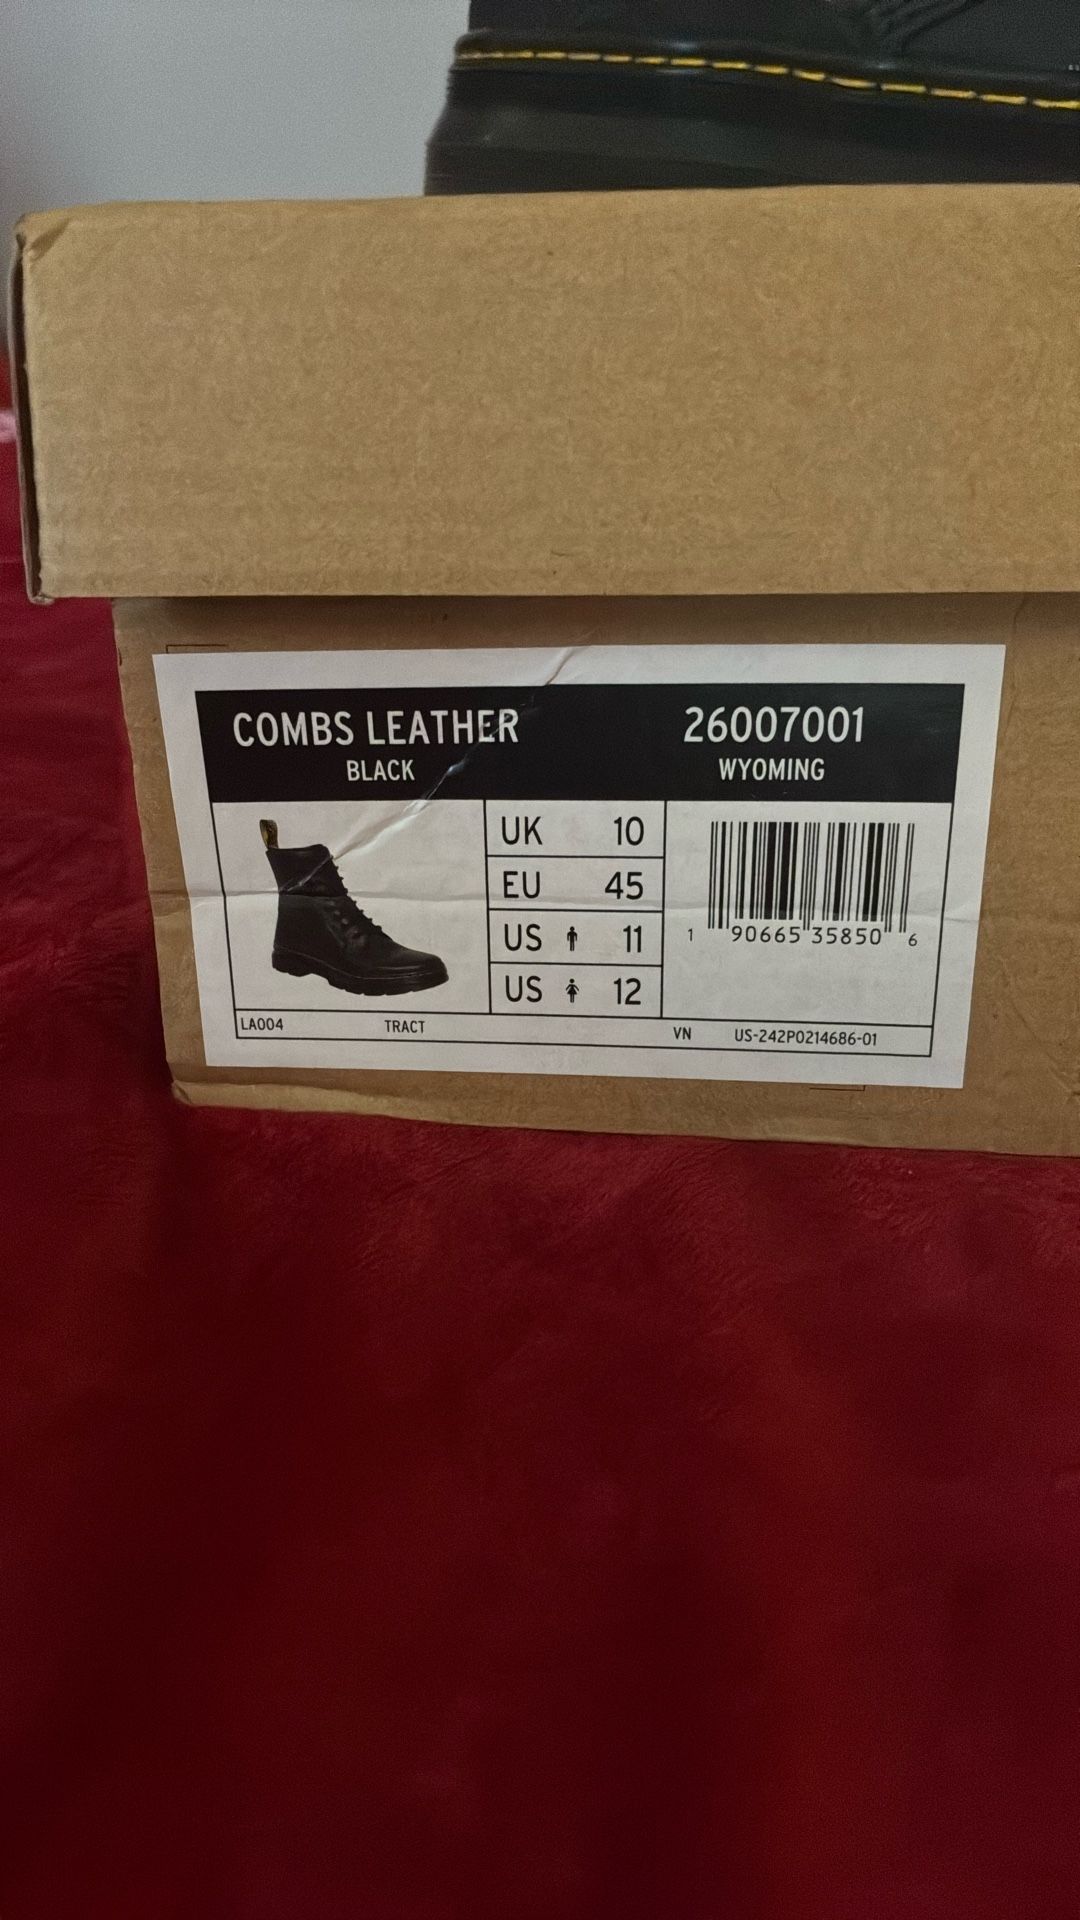 COMBS LEATHER
BLACK
26007001
WYOMING
UK 10
EU 45
US 11
US 12
1 90665 35850 6
LA004 TRACT VN US-242P0214686-01